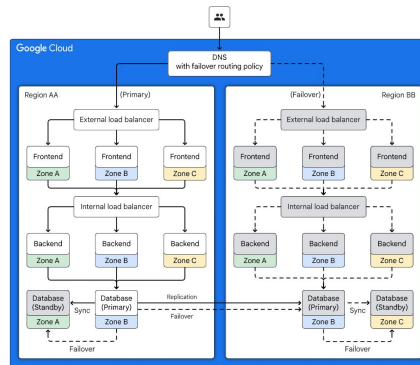 Google Cloud
DNS
with failover routing policy
Region AA
(Primary)
(Failover)
Region BB
External load balancer
External load balancer
Frontend
Frontend
Frontend
Frontend
Frontend
Frontend
Zone A
Zone B
Zone C
Zone A
Zone B
Zone C
Internal load balancer
Internal load balancer
Backend
Backend
Backend
Backend
Backend
Backend
Zone A
Zone B
Zone C
Zone A
Zone B
Zone C
Database
(Standby)
Zone A
Sync
Database
(Primary)
Zone B
Replication
Failover
Database
(Primary)
Zone B
Sync
Database
(Standby)
Zone C
Failover
Failover